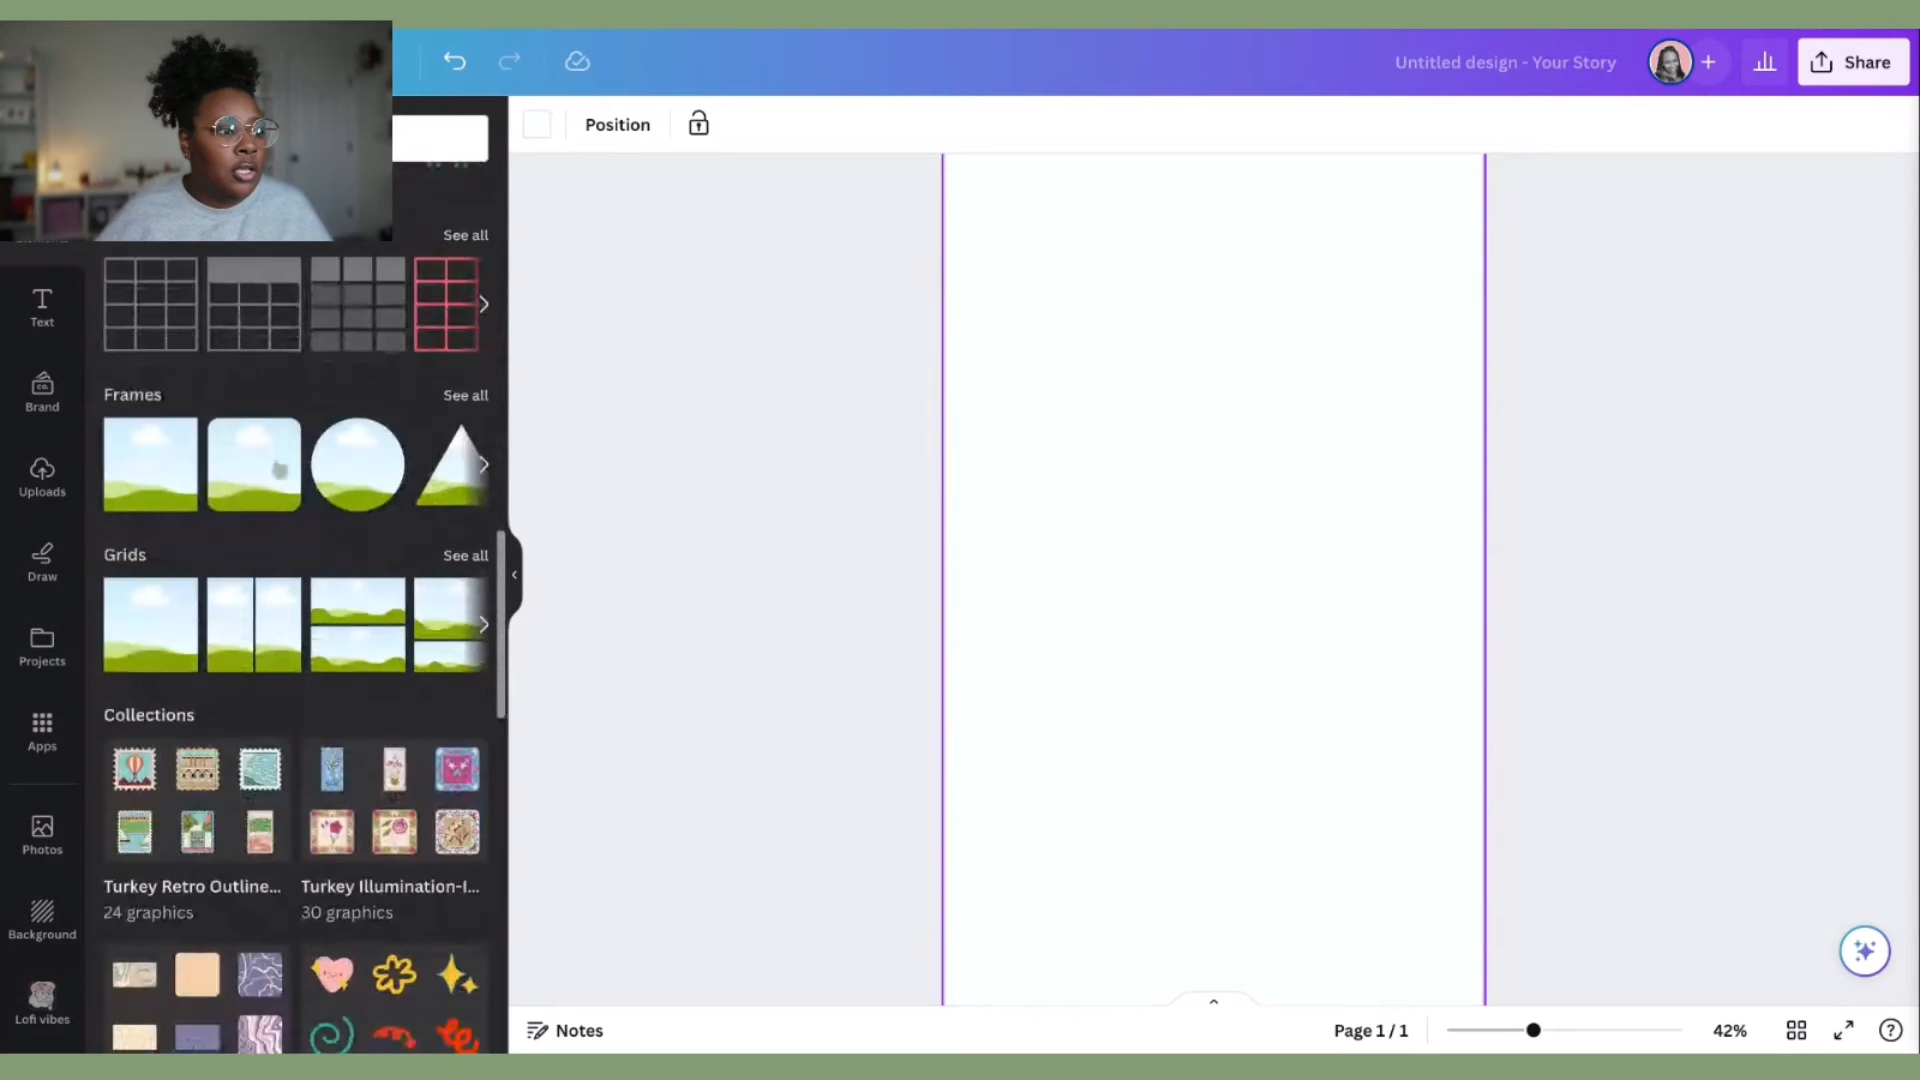 Untitled design - Your Story
Share
Position
See all
Text
Frames
See all
Brand
Uploads
Grids
See all
Draw
Projects
Collections
Apps
Photos
Turkey Retro Outline...
Turkey Illumination-I...
24 graphics
30 graphics
Background
Lofi vibes
Notes
Page 1 / 1
42%